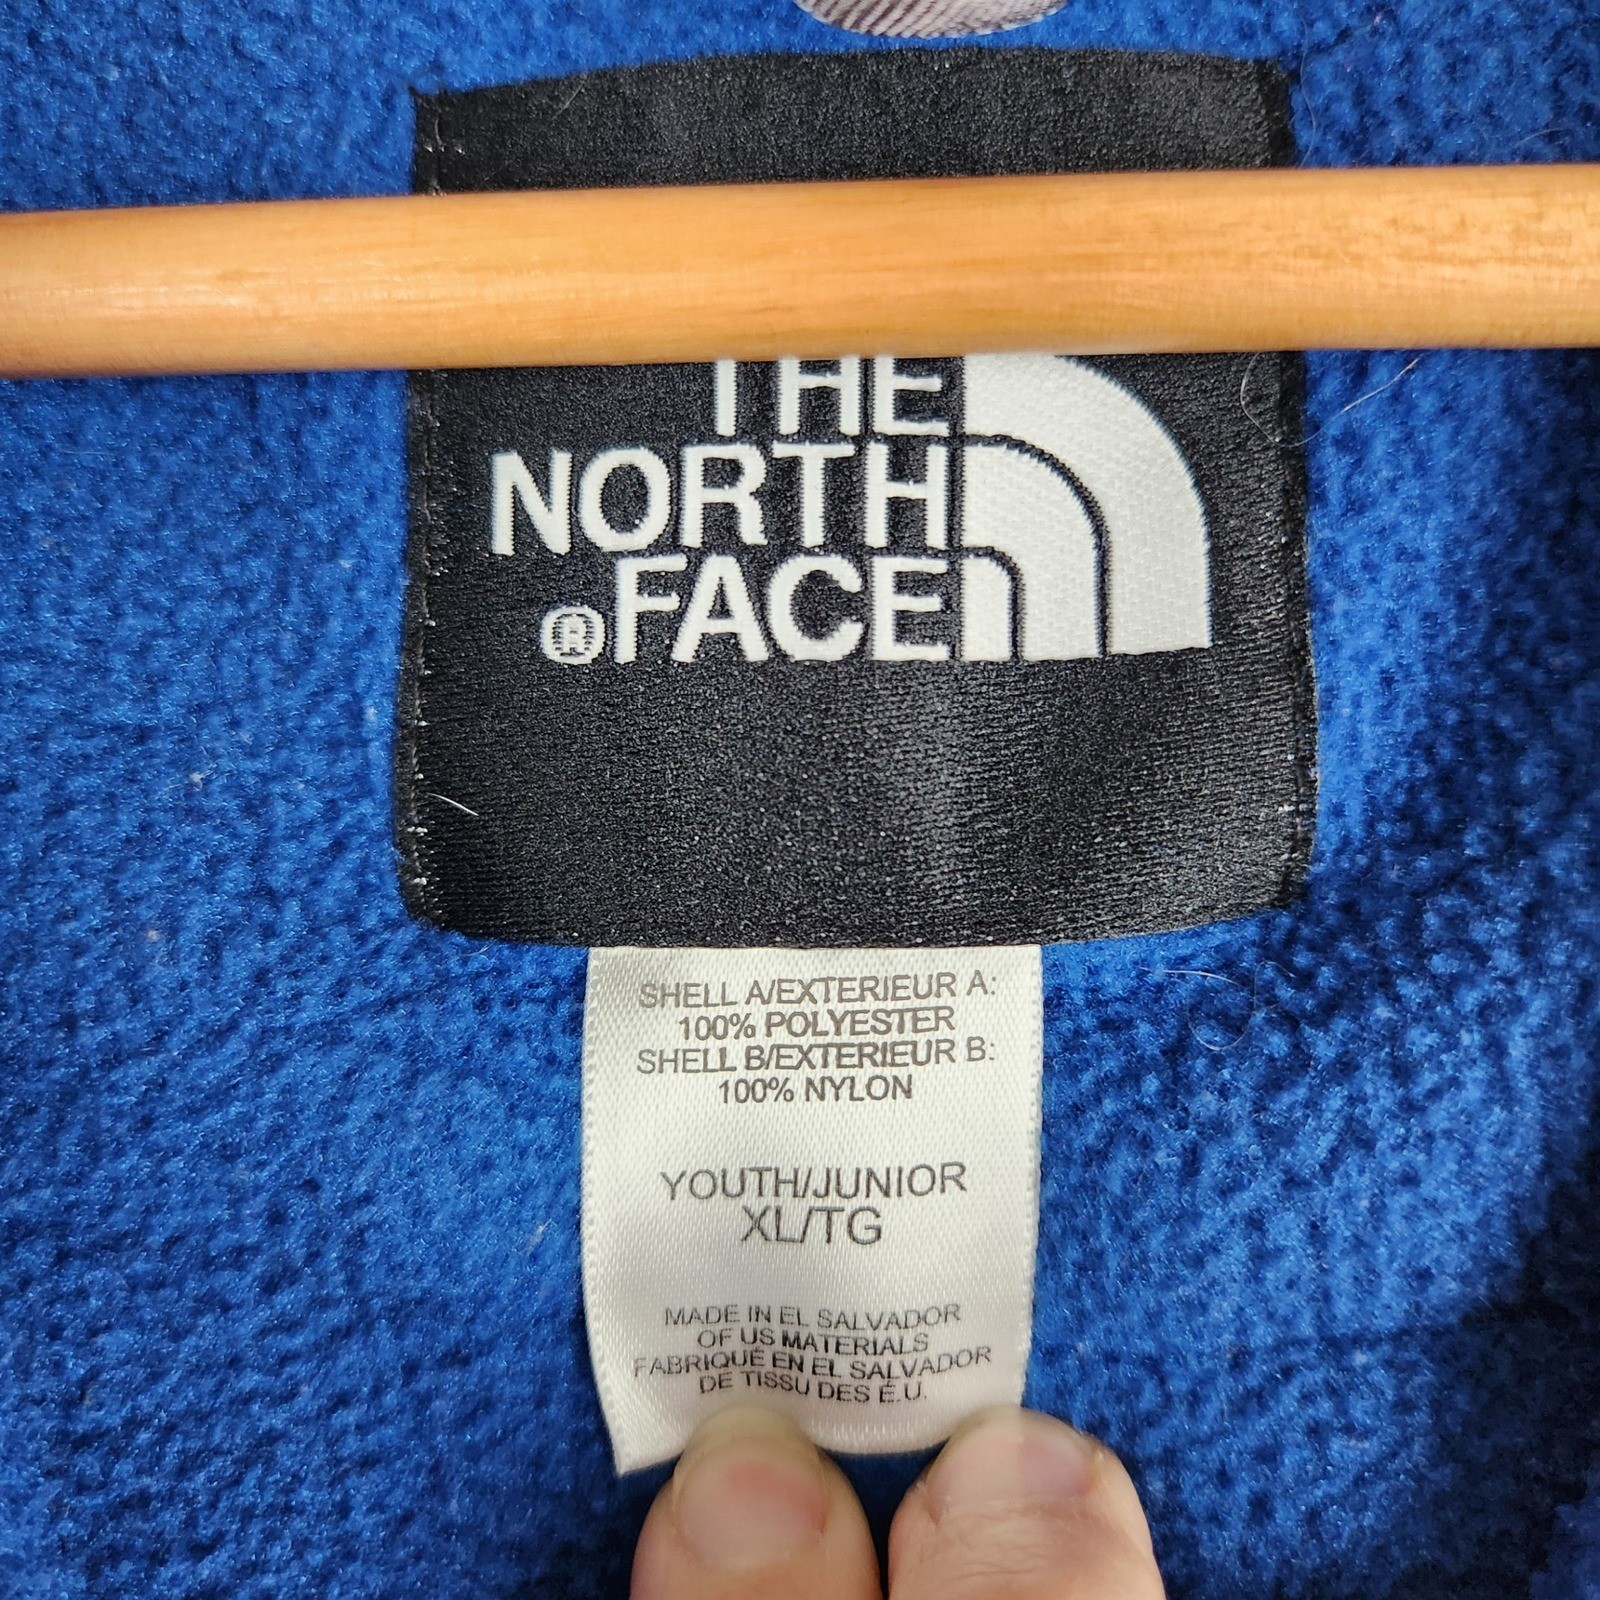 THE
NORTH
®FACE
SHELL A/EXTERIEUR A:
100% POLYESTER
SHELL B/EXTERIEUR B:
100% NYLON
YOUTH/JUNIOR
XL/TG
MADE IN EL SALVADOR
OF US MATERIALS
FABRIQUÉ EN EL SALVADOR
DE TISSU DES É.U.